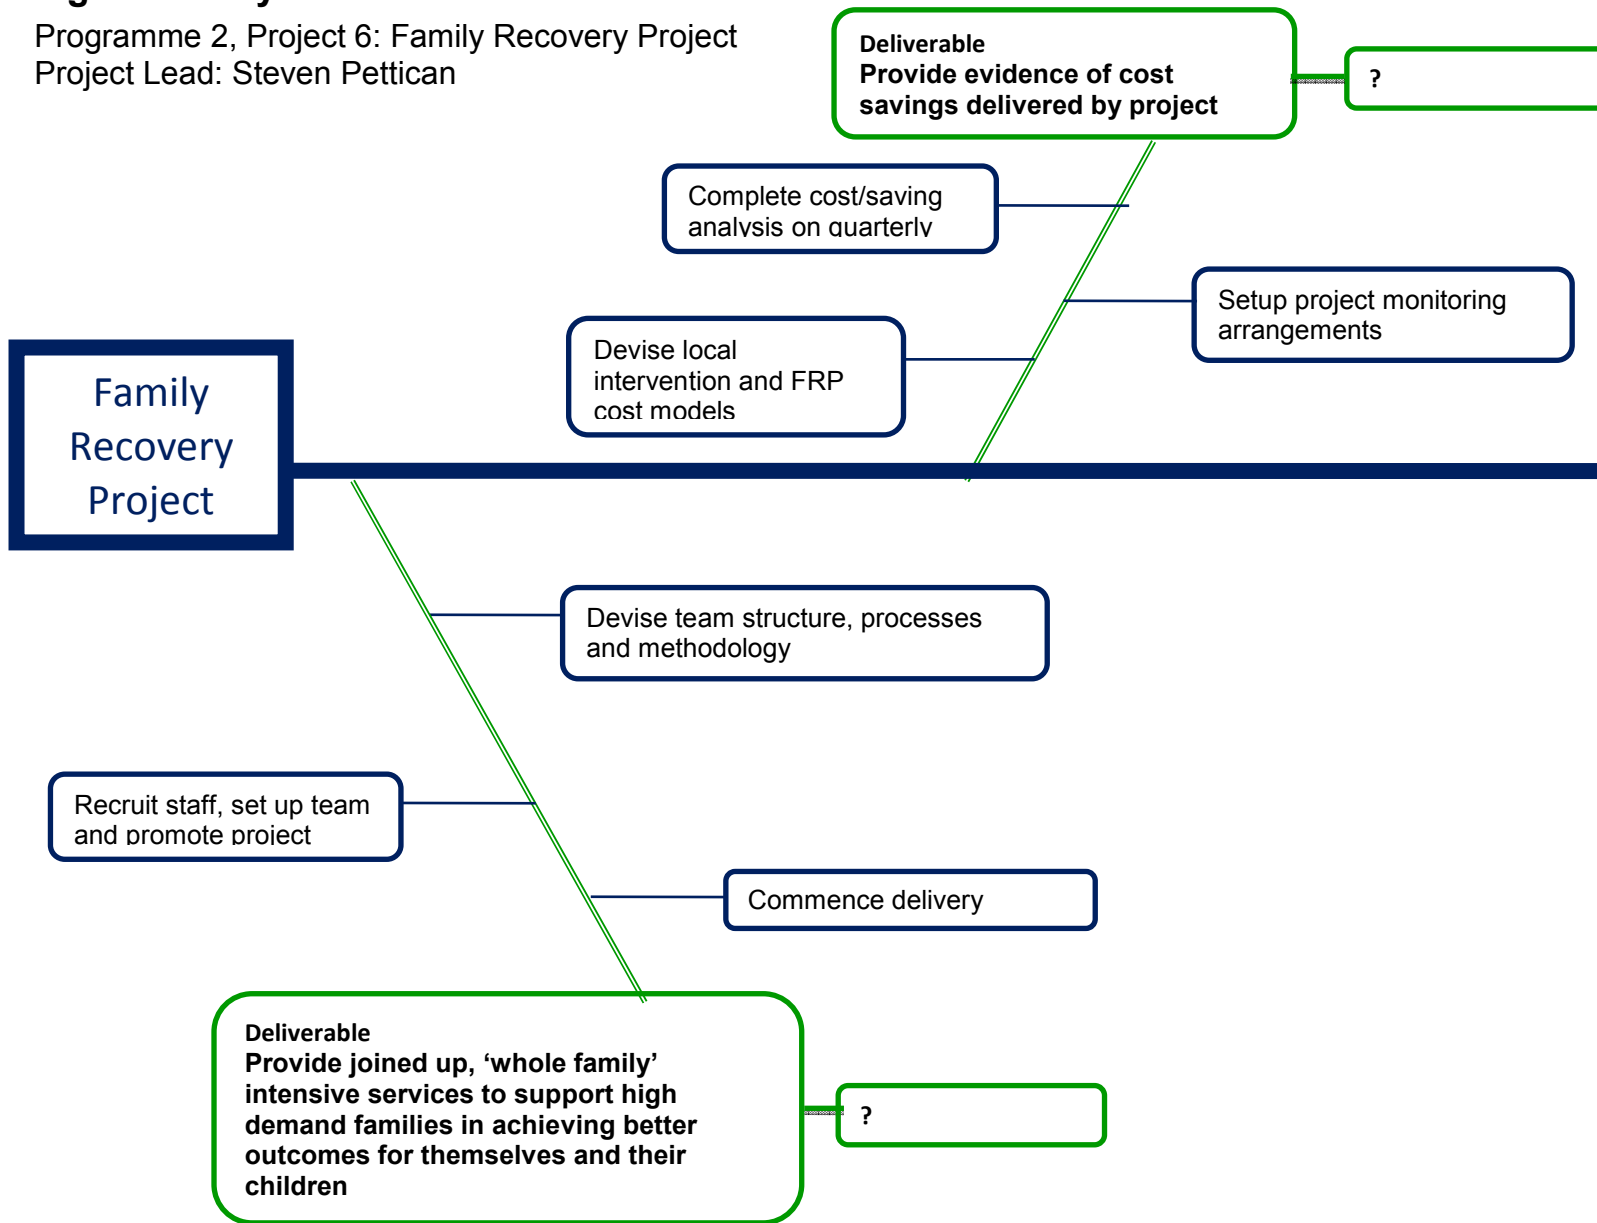 Programme 2, Project 6: Family Recovery Project
Project Lead: Steven Pettican
Deliverable
Provide evidence of cost
savings delivered by project
?
Complete cost/saving
analysis on quarterly
Setup project monitoring
arrangements
Devise local
intervention and FRP
cost models
Family
Recovery
Project
Devise team structure, processes
and methodology
Recruit staff, set up team
and promote project
Commence delivery
Deliverable
Provide joined up, ‘whole family’
intensive services to support high
demand families in achieving better
outcomes for themselves and their
children
?